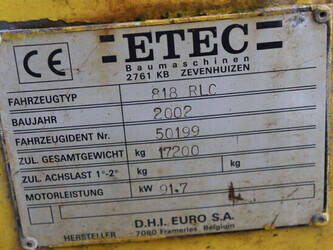 CE
ETEC
Baumaschinen
2761 KB ZEVENHUIZEN
FAHRZEUGTYP 818 RLC
BAUJAHR 2002
FAHRZEUGIDENT Nr. 50199
ZUL. GESAMTGEWICHT kg 17200 kg
ZUL. ACHSLAST 1°-2° kg kg
MOTORLEISTUNG kW 91.7
D.H.I. EURO S.A.
HERSTELLER 7080 Frameries, Belgium